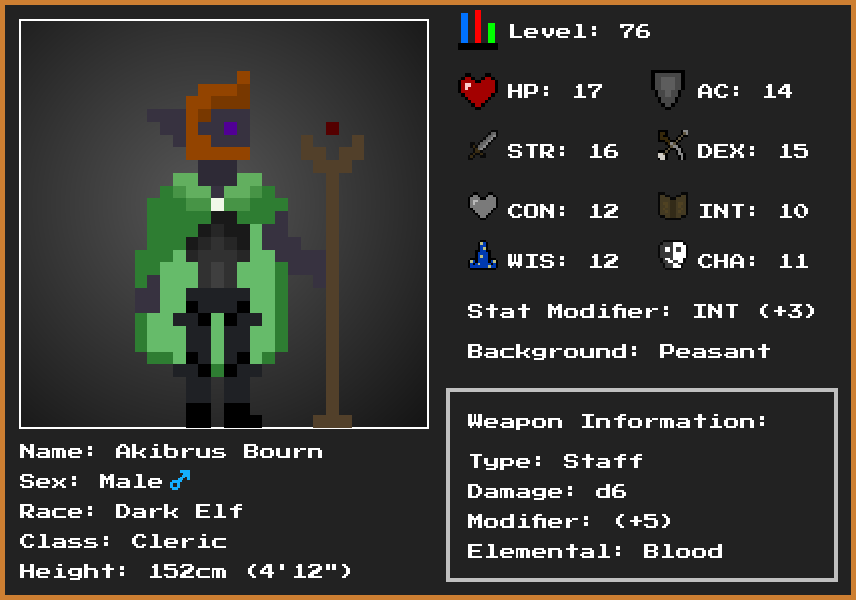 Level: 76
HP: 17
AC: 14
STR: 16
DEX: 15
CON: 12
INT: 10
WIS: 12
CHA: 11
Stat Modifier: INT (+3)
Background: Peasant
Weapon Information:
Type: Staff
Damage: d6
Modifier: (+5)
Elemental: Blood
Name: Akibrus Bourn
Sex: Male♂
Race: Dark Elf
Class: Cleric
Height: 152cm (4'12")